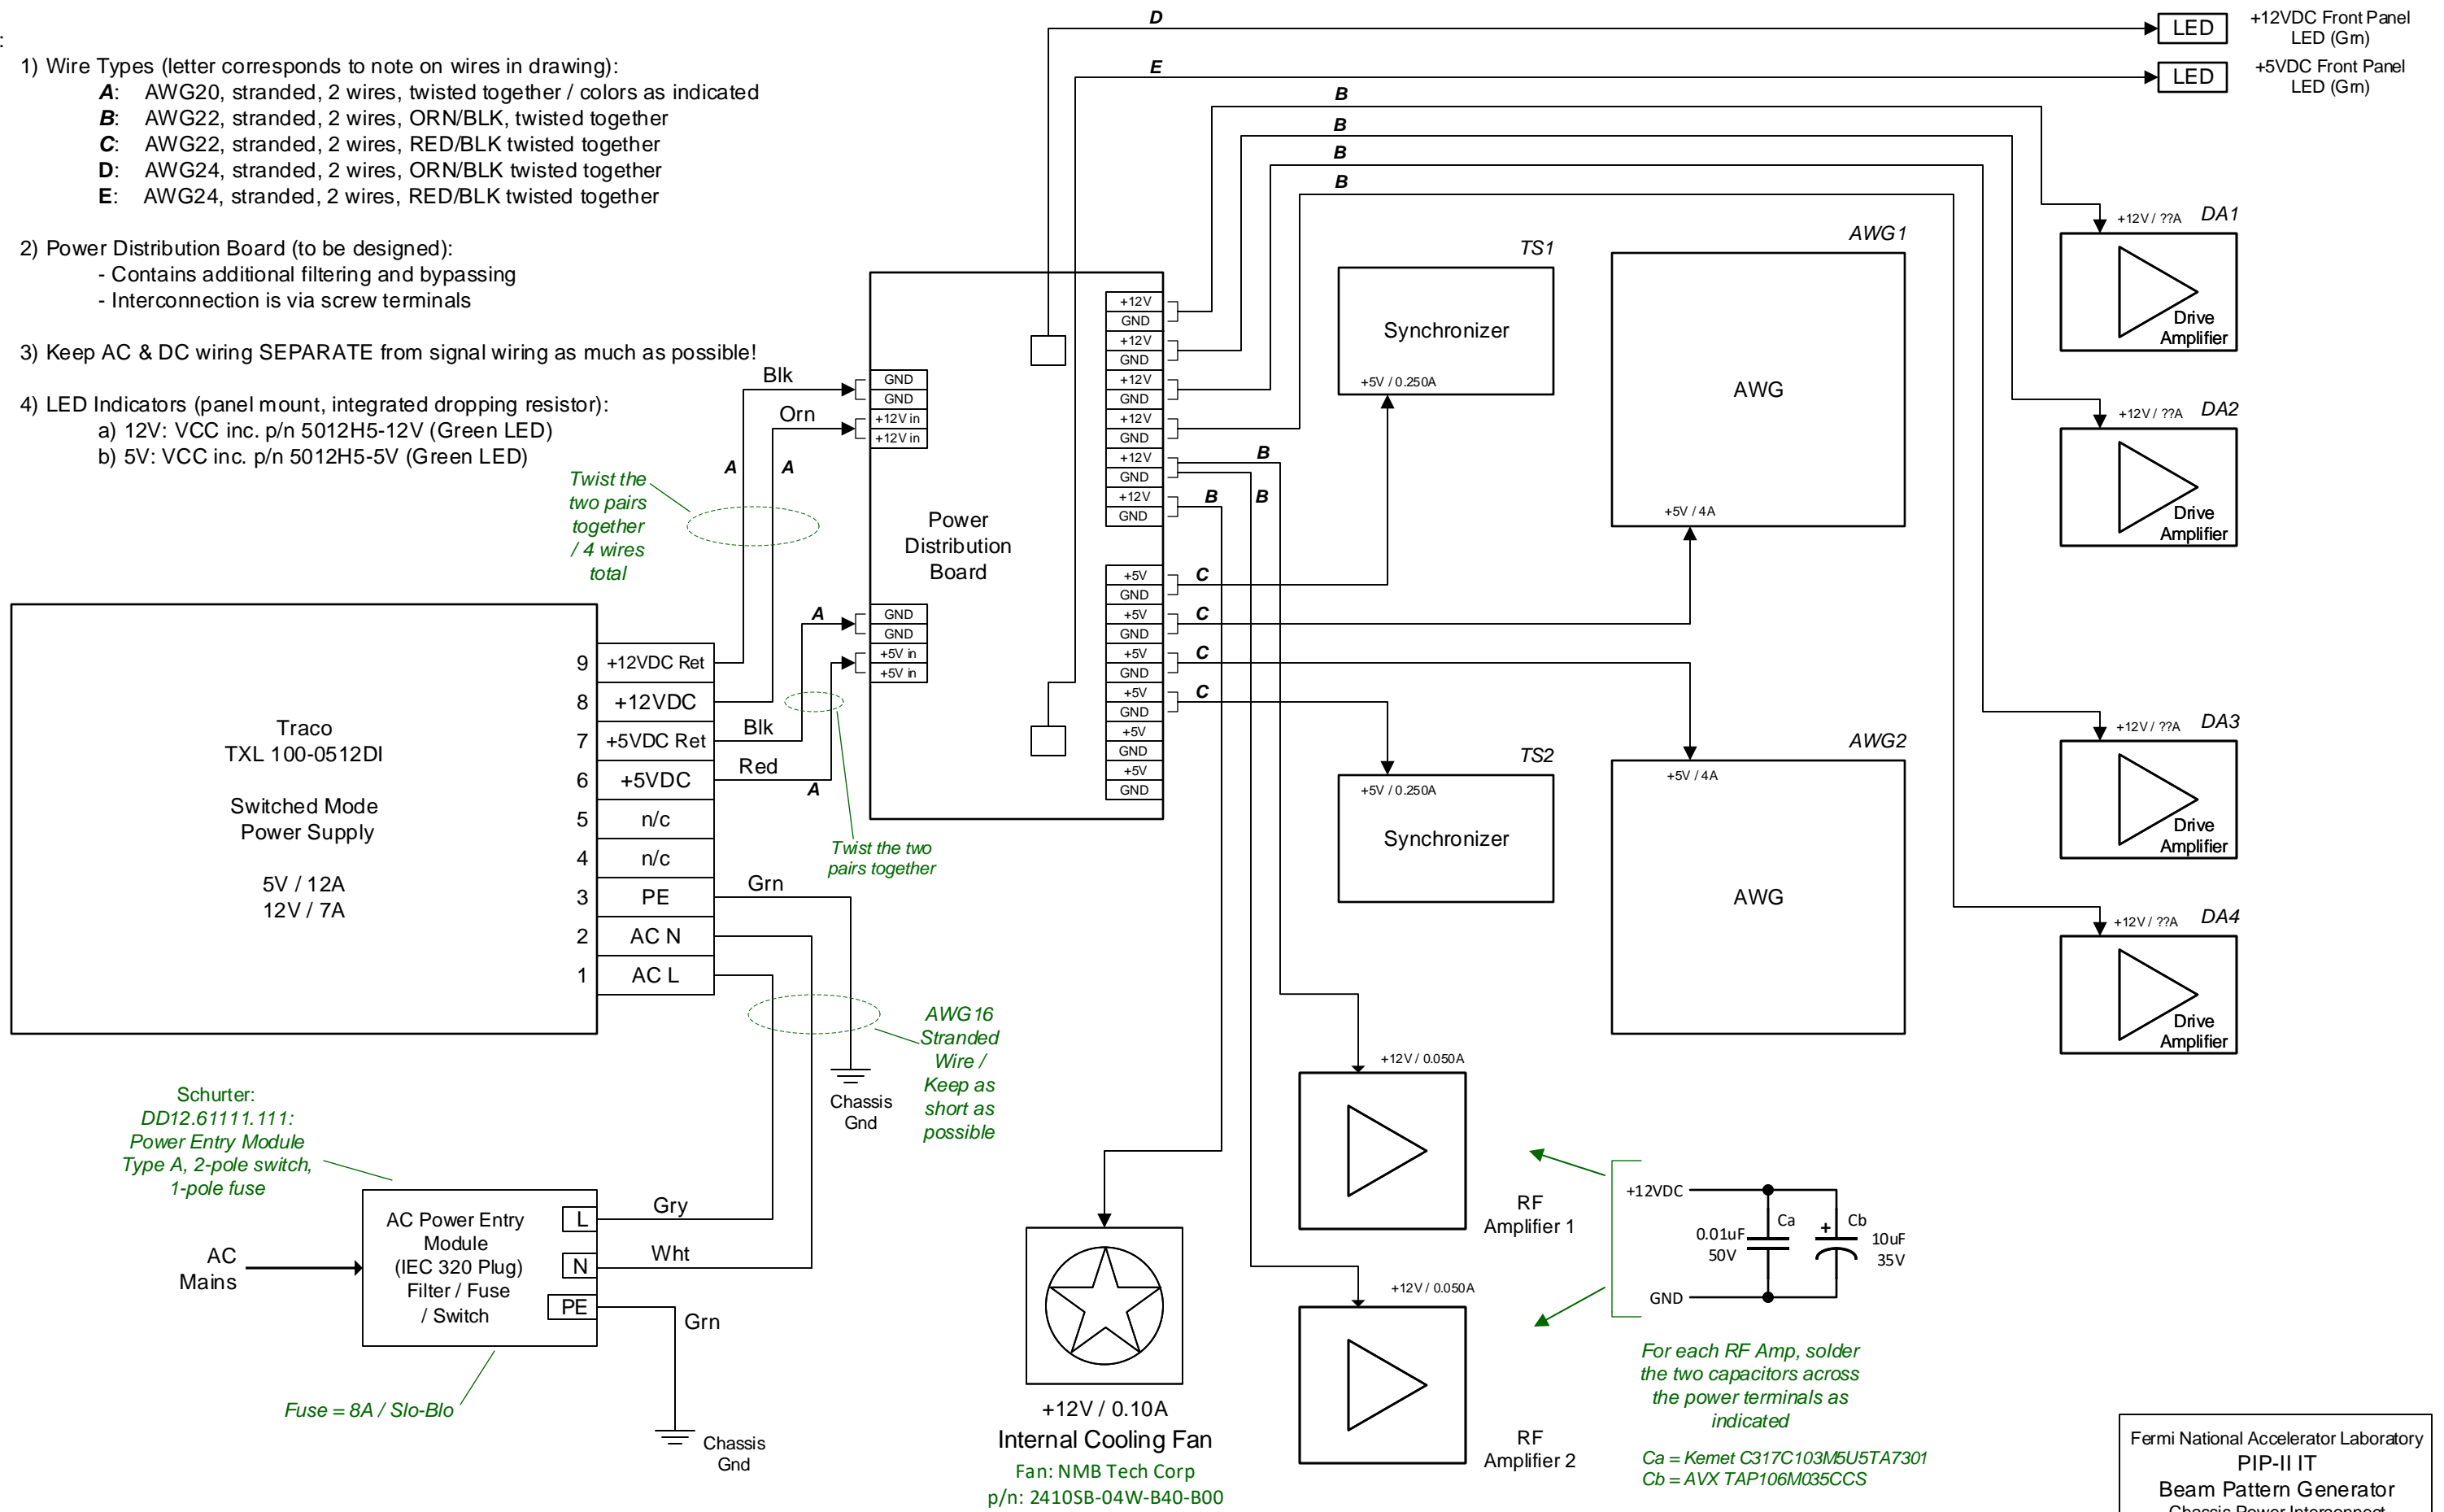 :
1) Wire Types (letter corresponds to note on wires in drawing):
A: AWG20, stranded, 2 wires, twisted together / colors as indicated
B: AWG22, stranded, 2 wires, ORN/BLK, twisted together
C: AWG22, stranded, 2 wires, RED/BLK twisted together
D: AWG24, stranded, 2 wires, ORN/BLK twisted together
E: AWG24, stranded, 2 wires, RED/BLK twisted together
2) Power Distribution Board (to be designed):
- Contains additional filtering and bypassing
- Interconnection is via screw terminals
3) Keep AC & DC wiring SEPARATE from signal wiring as much as possible!
4) LED Indicators (panel mount, integrated dropping resistor):
a) 12V: VCC inc. p/n 5012H5-12V (Green LED)
b) 5V: VCC inc. p/n 5012H5-5V (Green LED)
D
E
B
B
B
B
LED
+12VDC Front Panel
LED (Grn)
LED
+5VDC Front Panel
LED (Grn)
Blk
Orn
A
A
Twist the
two pairs
together
/ 4 wires
total
GND
GND
+12V in
+12V in
Power
Distribution
Board
GND
GND
+5V in
+5V in
+12V
GND
+12V
GND
+12V
GND
+12V
GND
+12V
GND
+12V
GND
+5V
GND
+5V
GND
+5V
GND
+5V
GND
+5V
GND
+5V
GND
B
B
B
C
C
C
C
TS1
Synchronizer
+5V / 0.250A
AWG1
AWG
+5V / 4A
TS2
+5V / 0.250A
Synchronizer
AWG2
+5V / 4A
AWG
+12V / ??A
DA1
Drive
Amplifier
+12V / ??A
DA2
Drive
Amplifier
+12V / ??A
DA3
Drive
Amplifier
+12V / ??A
DA4
Drive
Amplifier
Traco
TXL 100-0512DI
Switched Mode
Power Supply
5V / 12A
12V / 7A
9 +12VDC Ret
8 +12VDC
7 +5VDC Ret
6 +5VDC
5 n/c
4 n/c
3 PE
2 AC N
1 AC L
A
Blk
Red
A
Twist the two
pairs together
Grn
Chassis
Gnd
AWG16
Stranded
Wire /
Keep as
short as
possible
Schurter:
DD12.61111.111:
Power Entry Module
Type A, 2-pole switch,
1-pole fuse
AC
Mains
AC Power Entry
Module
(IEC 320 Plug)
Filter / Fuse
/ Switch
L
N
PE
Gry
Wht
Grn
Chassis
Gnd
Fuse = 8A / Slo-Blo
+12V / 0.10A
Internal Cooling Fan
Fan: NMB Tech Corp
p/n: 2410SB-04W-B40-B00
+12V / 0.050A
RF
Amplifier 1
+12V / 0.050A
RF
Amplifier 2
+12VDC
0.01uF
50V
Ca
+
Cb
10uF
35V
GND
For each RF Amp, solder
the two capacitors across
the power terminals as
indicated
Ca = Kemet C317C103M5U5TA7301
Cb = AVX TAP106M035CCS
Fermi National Accelerator Laboratory
PIP-II IT
Beam Pattern Generator
Chassis Power Interconnect